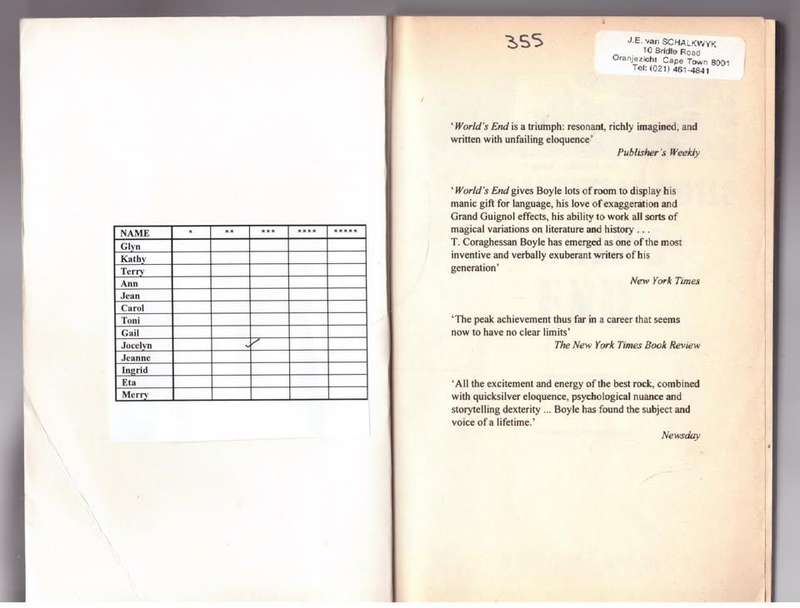 NAME * ** *** **** *****
Glyn
Kathy
Terry
Ann
Jean
Carol
Toni
Gail
Jocelyn ✓
Jeanne
Ingrid
Eta
Merry
355
J.E. van SCHALKWYK
10 Bridle Road
Oranjezicht Cape Town 8001
Tel: (021) 461-4841
‘World's End is a triumph: resonant, richly imagined, and
written with unfailing eloquence’
Publisher's Weekly
‘World's End gives Boyle lots of room to display his
manic gift for language, his love of exaggeration and
Grand Guignol effects, his ability to work all sorts of
magical variations on literature and history . . .
T. Coraghessan Boyle has emerged as one of the most
inventive and verbally exuberant writers of his
generation’
New York Times
‘The peak achievement thus far in a career that seems
now to have no clear limits’
The New York Times Book Review
‘All the excitement and energy of the best rock, combined
with quicksilver eloquence, psychological nuance and
storytelling dexterity ... Boyle has found the subject and
voice of a lifetime.’
Newsday